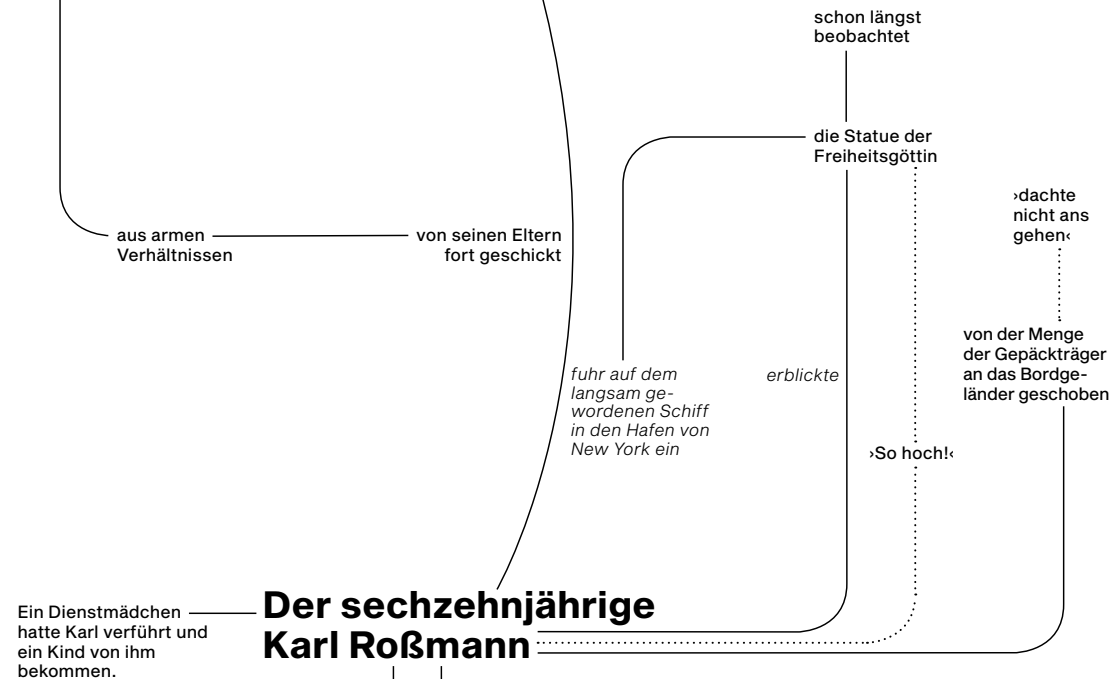 schon längst
beobachtet
die Statue der
Freiheitsgöttin
›dachte
nicht ans
gehen‹
aus armen
Verhältnissen
von seinen Eltern
fort geschickt
von der Menge
der Gepäckträger
an das Bordge-
länder geschoben
fuhr auf dem
langsam ge-
wordenen Schiff
in den Hafen von
New York ein
erblickte
›So hoch!‹
Ein Dienstmädchen
hatte Karl verführt und
ein Kind von ihm
bekommen.
Der sechzehnjährige
Karl Roßmann